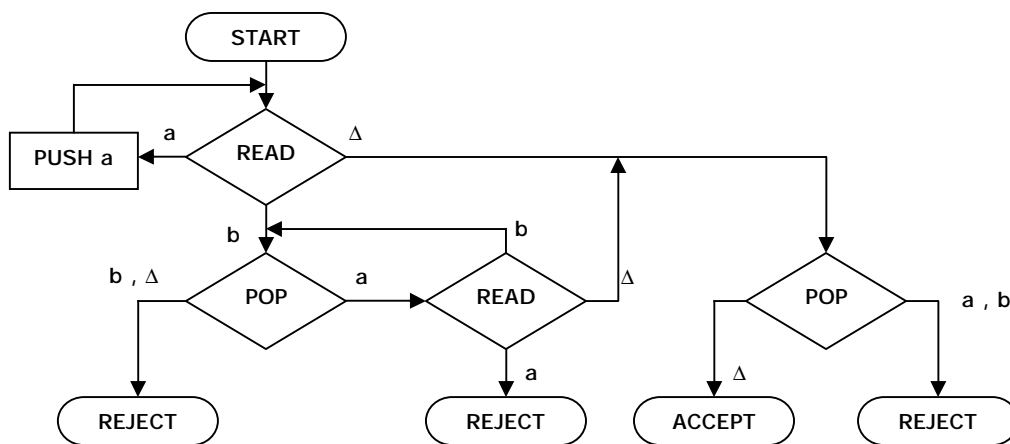 START
a
Δ
PUSH a
READ
b
b
b , Δ
a
Δ
a , b
POP
READ
POP
a
Δ
REJECT
REJECT
ACCEPT
REJECT